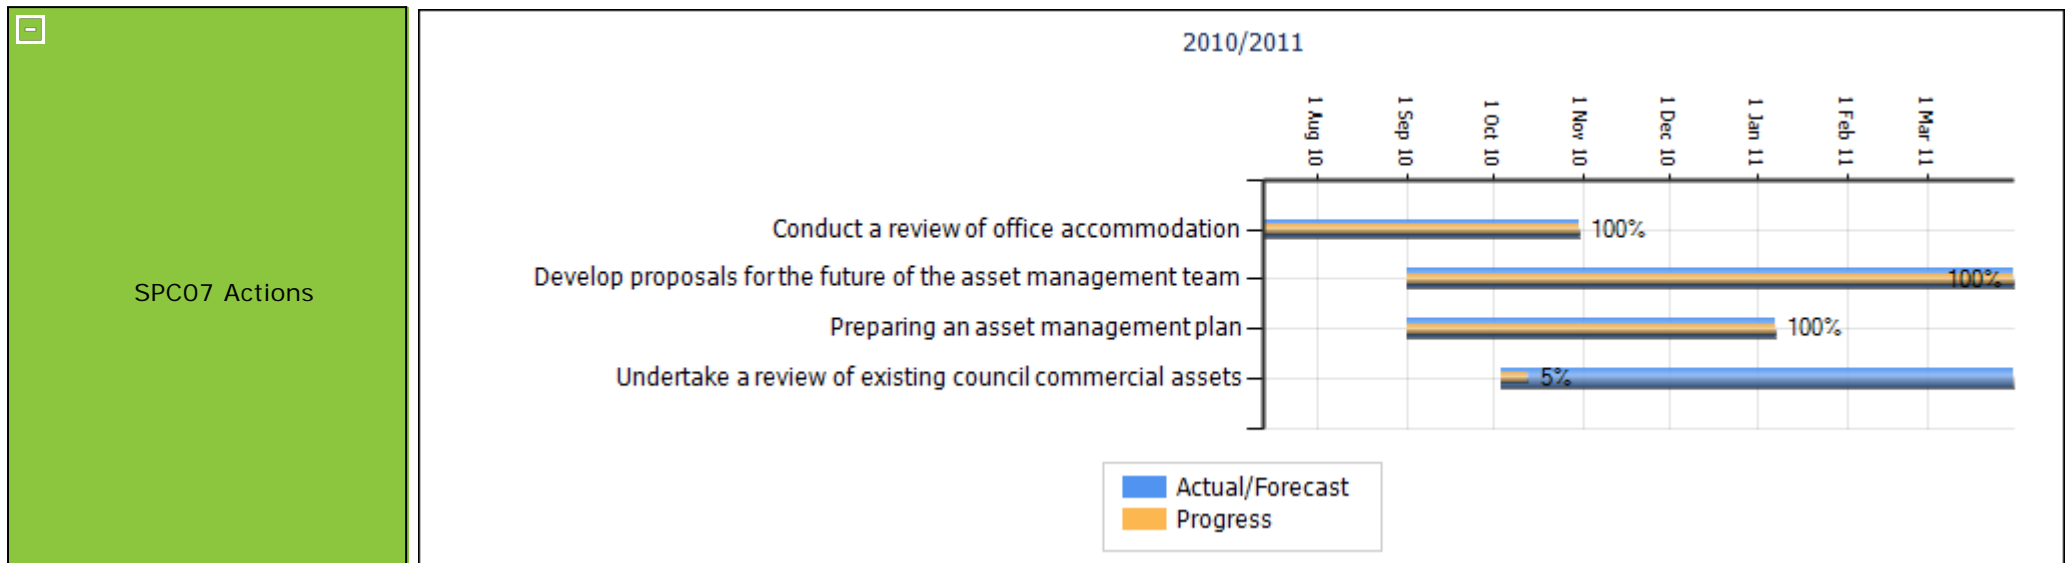 SPC07 Actions
2010/2011
1 Aug 10
1 Sep 10
1 Oct 10
1 Nov 10
1 Dec 10
1 Jan 11
1 Feb 11
1 Mar 11
Conduct a review of office accommodation
100%
Develop proposals for the future of the asset management team
100%
Preparing an asset management plan
100%
Undertake a review of existing council commercial assets
5%
Actual/Forecast
Progress